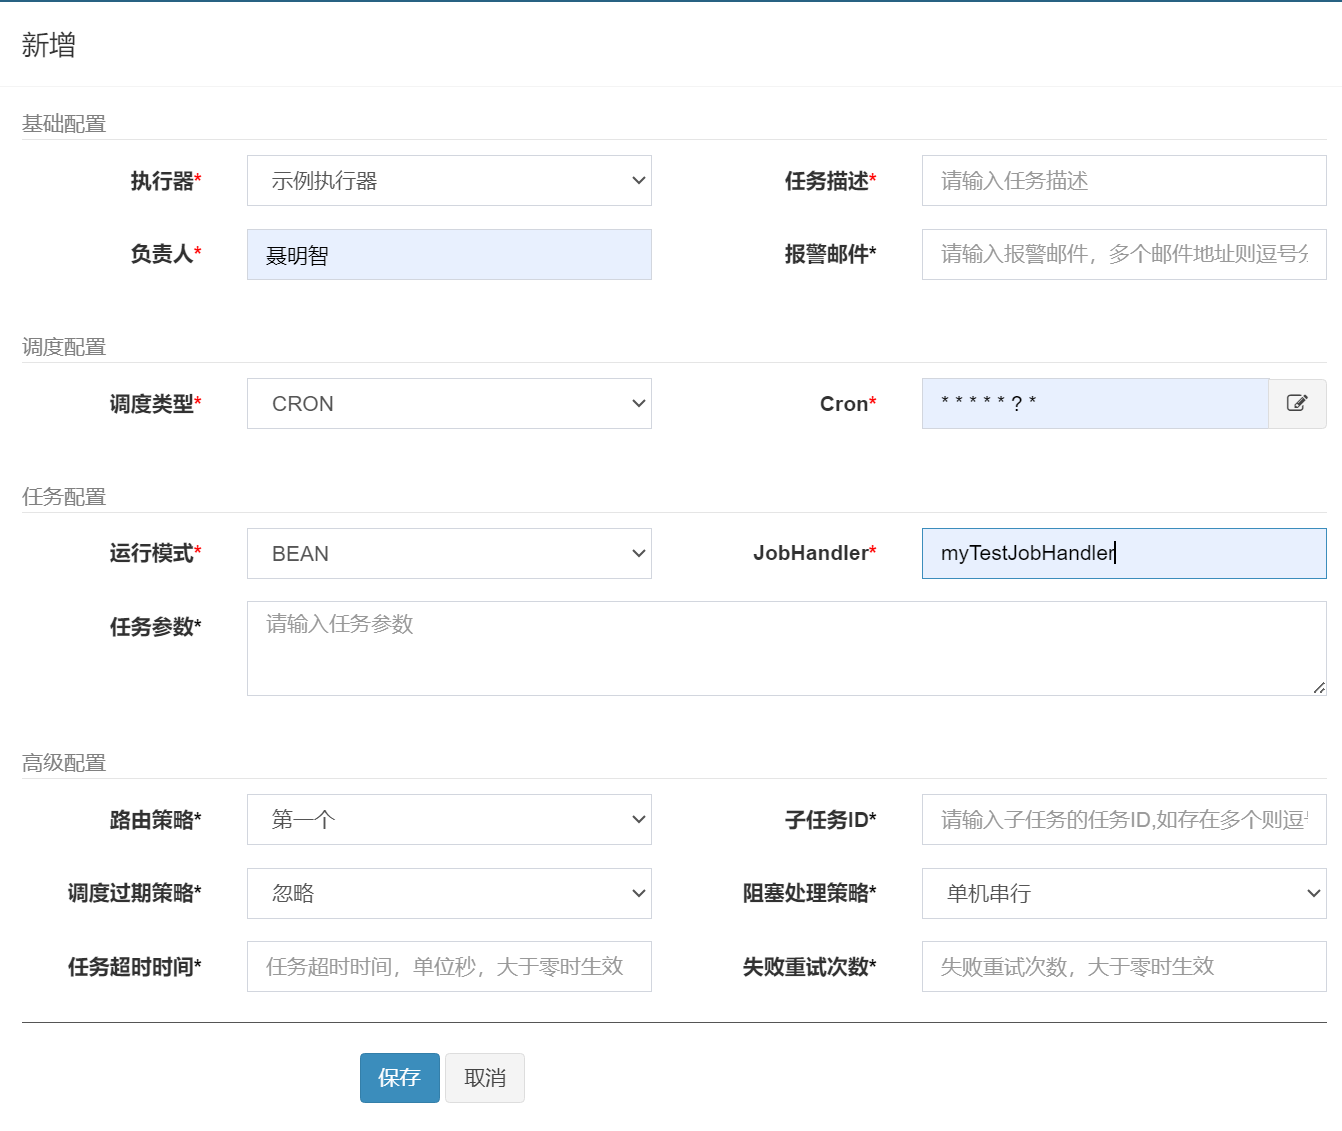 新增
基础配置
执行器* 示例执行器 任务描述* 请输入任务描述
负责人* 聂明智 报警邮件* 请输入报警邮件，多个邮件地址则逗号分
调度配置
调度类型* CRON Cron* * * * * * ? *
任务配置
运行模式* BEAN JobHandler* myTestJobHandler
任务参数* 请输入任务参数
高级配置
路由策略* 第一个 子任务ID* 请输入子任务的任务ID,如存在多个则逗号
调度过期策略* 忽略 阻塞处理策略* 单机串行
任务超时时间* 任务超时时间，单位秒，大于零时生效 失败重试次数* 失败重试次数，大于零时生效
保存 取消